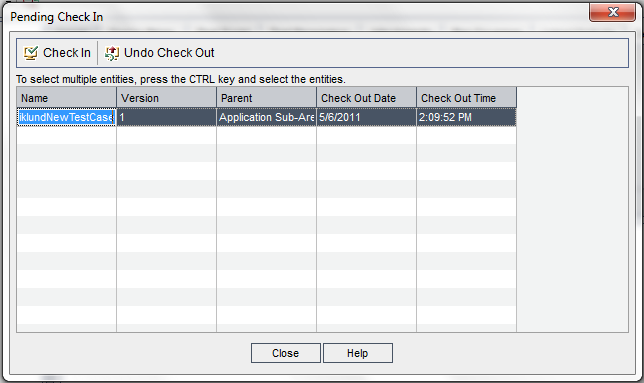 Pending Check In
Check In Undo Check Out
To select multiple entities, press the CTRL key and select the entities.
Name Version Parent Check Out Date Check Out Time
iklundNewTestCase 1 Application Sub-Are 5/6/2011 2:09:52 PM
Close Help